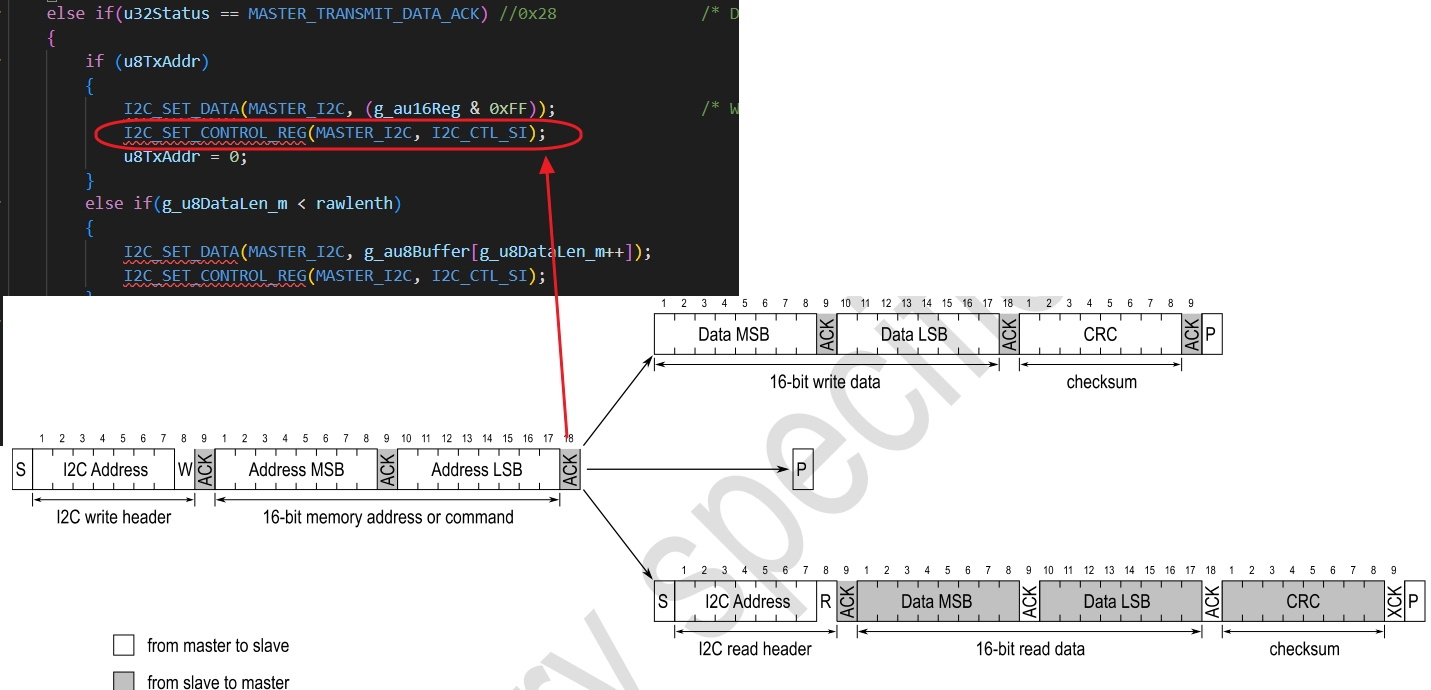 else if(u32Status == MASTER_TRANSMIT_DATA_ACK) //0x28 /* D
{
if (u8TxAddr)
{
I2C_SET_DATA(MASTER_I2C, (g_au16Reg & 0xFF)); /* W
I2C_SET_CONTROL_REG(MASTER_I2C, I2C_CTL_SI);
u8TxAddr = 0;
}
else if(g_u8DataLen_m < rawlenth)
{
I2C_SET_DATA(MASTER_I2C, g_au8Buffer[g_u8DataLen_m++]);
I2C_SET_CONTROL_REG(MASTER_I2C, I2C_CTL_SI);
}
1 2 3 4 5 6 7 8 9 10 11 12 13 14 15 16 17 18 1 2 3 4 5 6 7 8 9
Data MSB ACK Data LSB ACK CRC ACK P
16-bit write data checksum
1 2 3 4 5 6 7 8 9 1 2 3 4 5 6 7 8 9 10 11 12 13 14 15 16 17 18
S I2C Address W ACK Address MSB ACK Address LSB ACK P
I2C write header 16-bit memory address or command
1 2 3 4 5 6 7 8 9 1 2 3 4 5 6 7 8 9 10 11 12 13 14 15 16 17 18 1 2 3 4 5 6 7 8 9
S I2C Address R ACK Data MSB ACK Data LSB ACK CRC XCK P
I2C read header 16-bit read data checksum
from master to slave
from slave to master